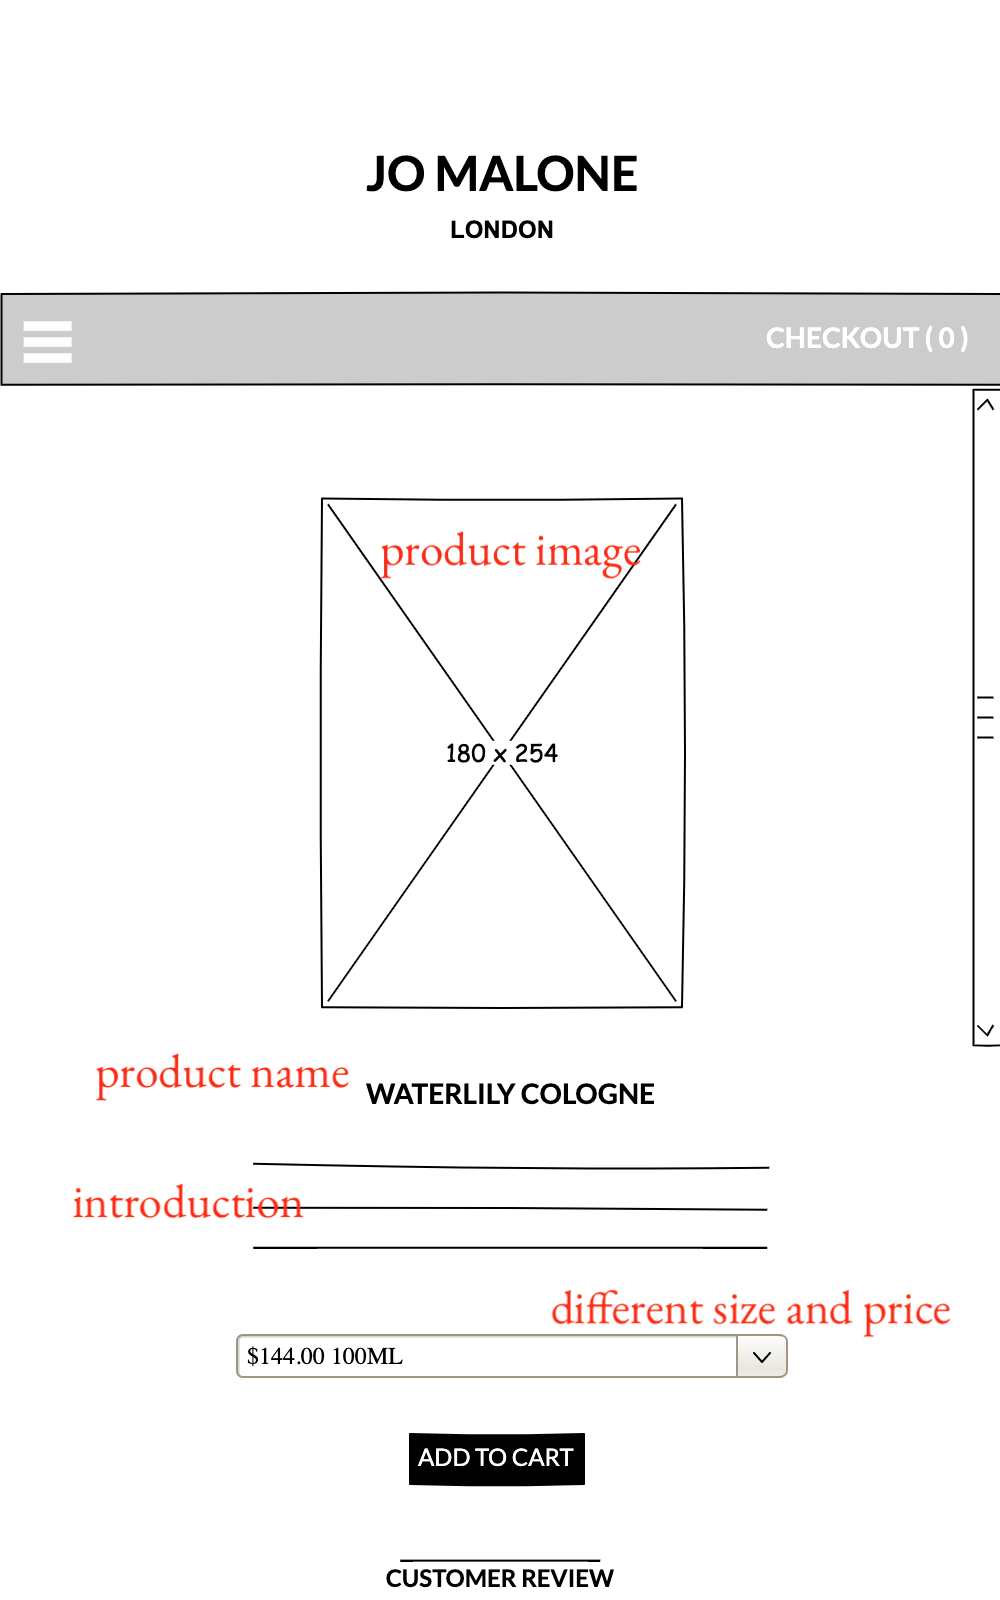 JO MALONE
LONDON
CHECKOUT ( 0 )
product image
180 x 254
product name
WATERLILY COLOGNE
introduction
different size and price
$144.00 100ML
ADD TO CART
CUSTOMER REVIEW